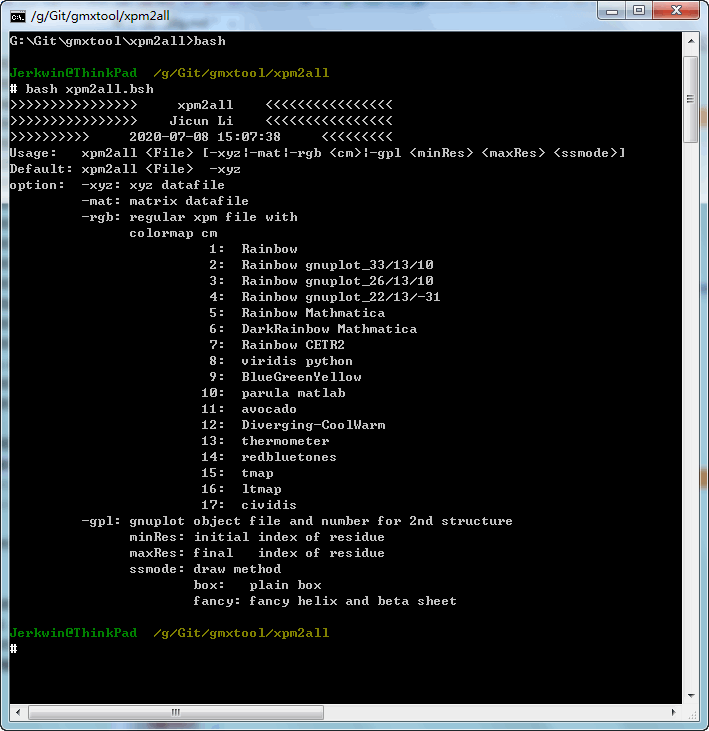 /g/Git/gmxtool/xpm2all
G:\Git\gmxtool\xpm2all>bash
Jerkwin@ThinkPad  /g/Git/gmxtool/xpm2all
# bash xpm2all.bsh
>>>>>>>>>>>>>>>>     xpm2all    <<<<<<<<<<<<<<<<
>>>>>>>>>>>>>>>>    Jicun Li    <<<<<<<<<<<<<<<<
>>>>>>>>>>     2020-07-08 15:07:38     <<<<<<<<<
Usage:   xpm2all <File> [-xyz|-mat|-rgb <cm>|-gpl <minRes> <maxRes> <ssmode>]
Default: xpm2all <File>  -xyz
option:  -xyz: xyz datafile
         -mat: matrix datafile
         -rgb: regular xpm file with
               colormap cm
                         1:  Rainbow
                         2:  Rainbow gnuplot_33/13/10
                         3:  Rainbow gnuplot_26/13/10
                         4:  Rainbow gnuplot_22/13/-31
                         5:  Rainbow Mathmatica
                         6:  DarkRainbow Mathmatica
                         7:  Rainbow CETR2
                         8:  viridis python
                         9:  BlueGreenYellow
                        10:  parula matlab
                        11:  avocado
                        12:  Diverging-CoolWarm
                        13:  thermometer
                        14:  redbluetones
                        15:  tmap
                        16:  ltmap
                        17:  cividis
         -gpl: gnuplot object file and number for 2nd structure
               minRes: initial index of residue
               maxRes: final   index of residue
               ssmode: draw method
                       box:   plain box
                       fancy: fancy helix and beta sheet
Jerkwin@ThinkPad  /g/Git/gmxtool/xpm2all
#